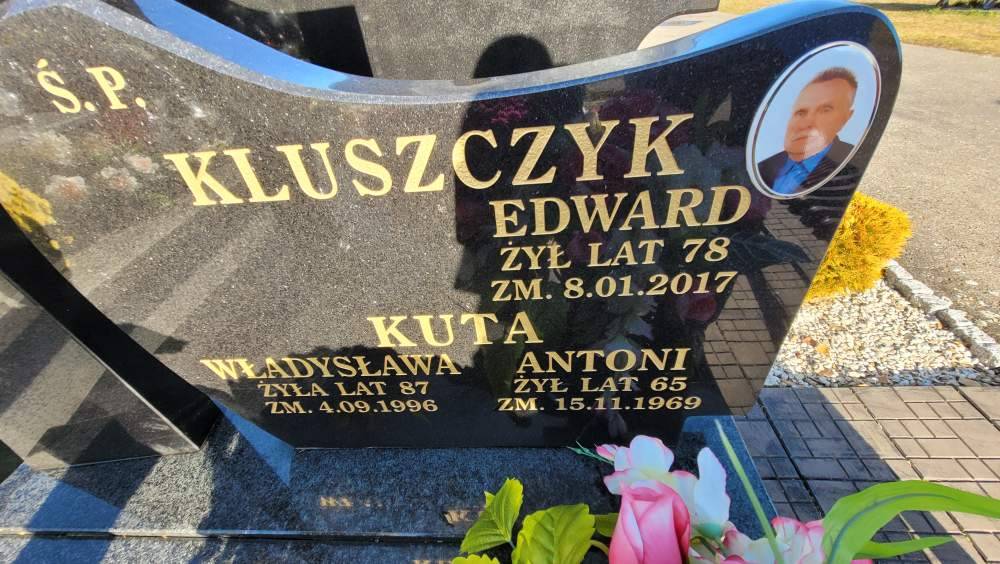 Ś.P.
KLUSZCZYK
EDWARD
ŻYŁ LAT 78
ZM. 8.01.2017
KUTA
WŁADYSŁAWA
ŻYŁA LAT 87
ZM. 4.09.1996
ANTONI
ŻYŁ LAT 65
ZM. 15.11.1969